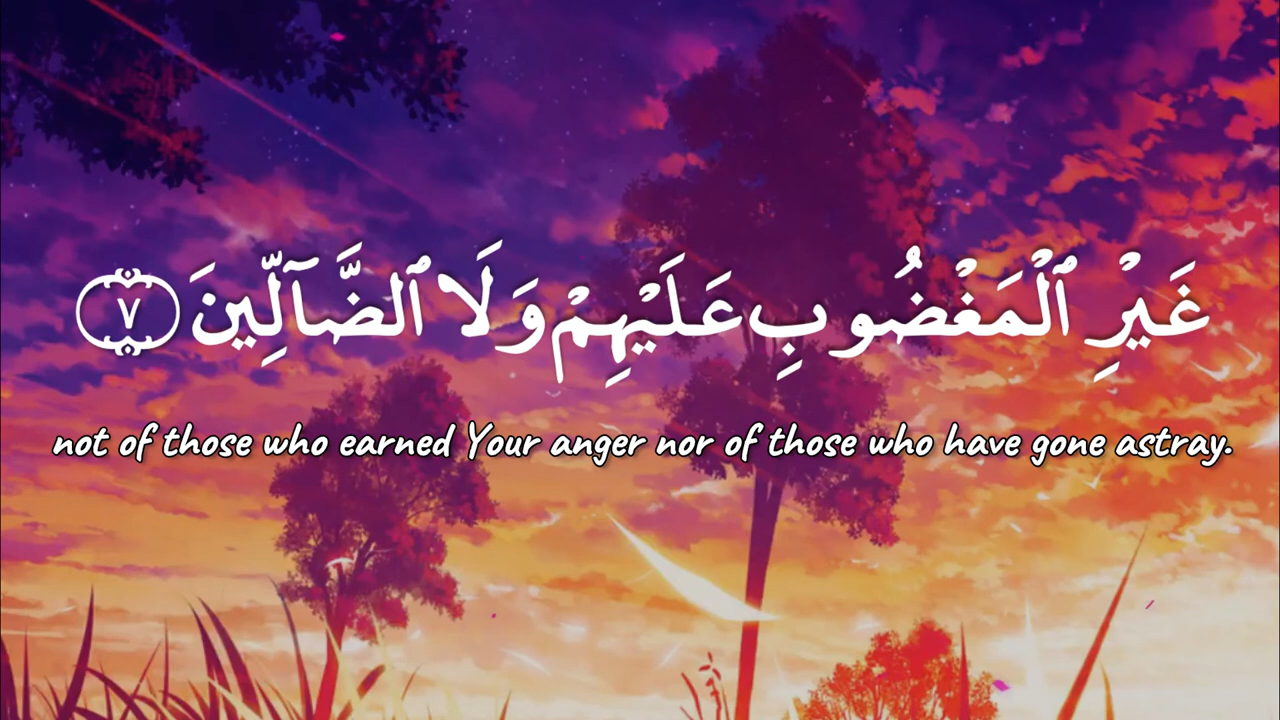 غَيْرِ ٱلْمَغْضُوبِ عَلَيْهِمْ وَلَا ٱلضَّآلِّينَ ٧
not of those who earned Your anger nor of those who have gone astray.